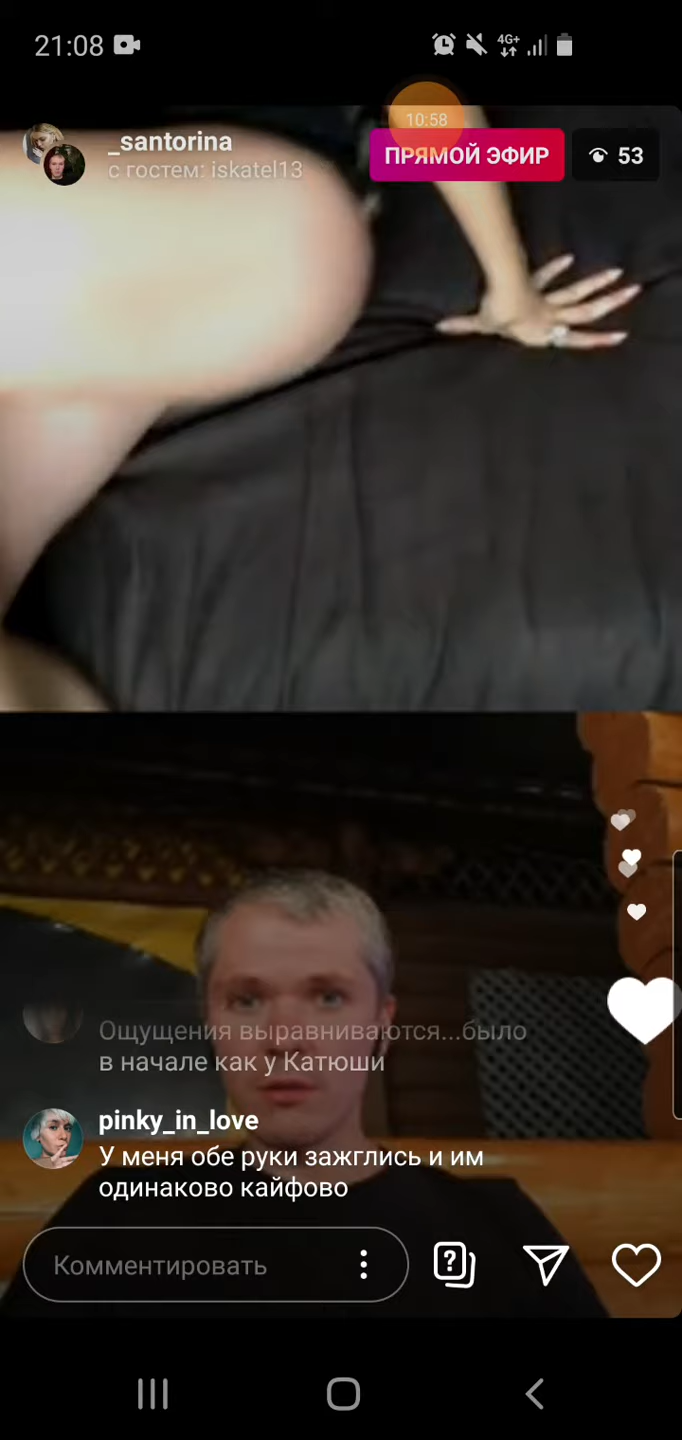 21:08
4G+
10:58
_santorina
с гостем: iskatel13
ПРЯМОЙ ЭФИР
53
Ощущения выравниваются...было
в начале как у Катюши
pinky_in_love
У меня обе руки зажглись и им
одинаково кайфово
Комментировать